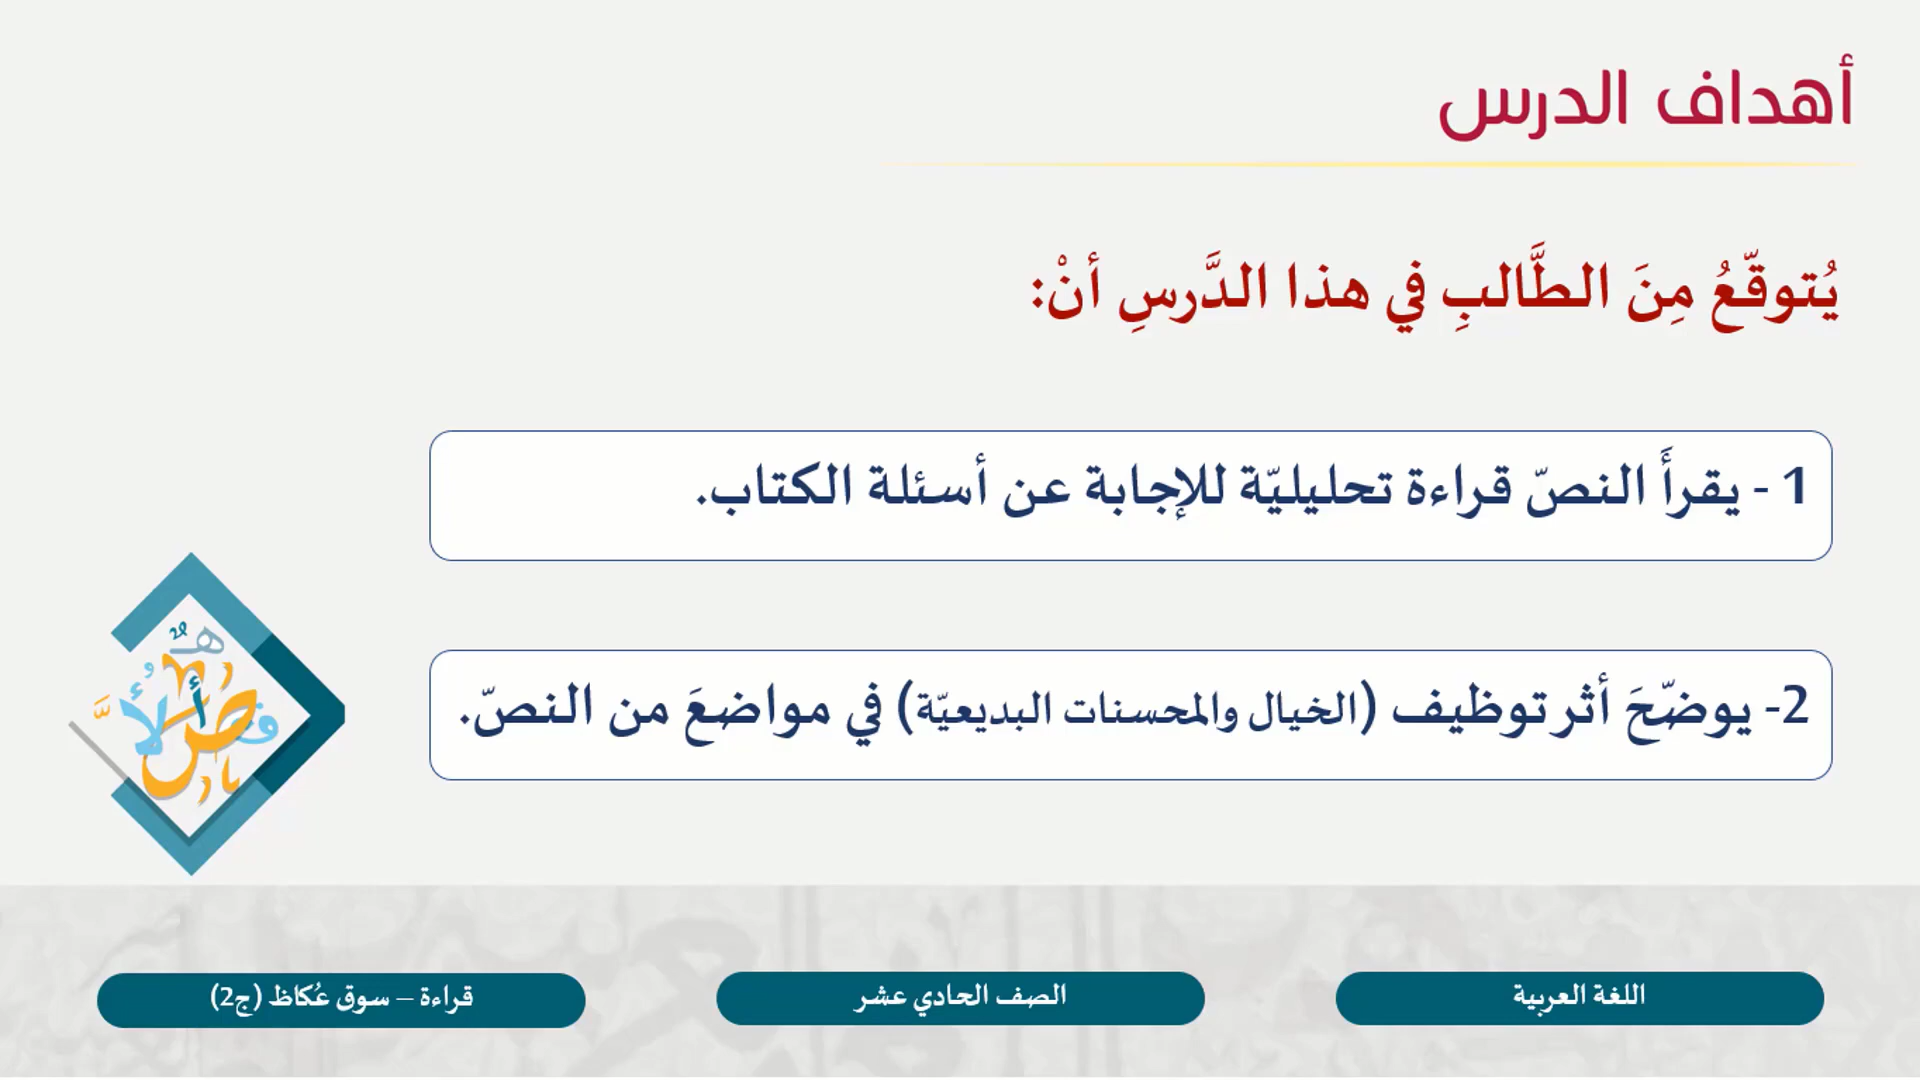 أهداف الدرس
يُتوقّعُ مِنَ الطَّالبِ في هذا الدَّرسِ أنْ:
1 - يقرأَ النصّ قراءة تحليليّة للإجابة عن أسئلة الكتاب.
2- يوضّحَ أثر توظيف (الخيال والمحسنات البديعيّة) في مواضعَ من النصّ.
اللغة العربية
الصف الحادي عشر
قراءة – سوق عُكاظ (ج2)